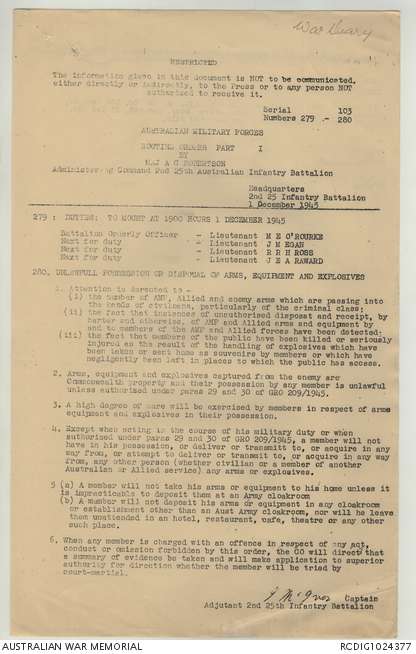 War Diary
RESTRICTED
The information given in this document is NOT to be communicated,
either directly or indirectly, to the Press or to any person NOT
authorised to receive it.
Serial 103
Numbers 279 - 280
AUSTRALIAN MILITARY FORCES
ROUTINE ORDER PART I
BY
MAJ A G ROBERTSON
Administering Command 2nd 25th Australian Infantry Battalion
Headquarters
2nd 25 Infantry Battalion
1 December 1945
279 : DUTIES: TO MOUNT AT 1900 HOURS 1 DECEMBER 1945
Battalion Orderly Officer - Lieutenant M E O'ROURKE
Next for duty - Lieutenant J M EGAN
Next for duty - Lieutenant R R H ROSS
Next for duty - Lieutenant J E A RAWARD
280. UNLAWFULL POSSESSION OR DISPOSAL OF ARMS, EQUIPMENT AND EXPLOSIVES
1. Attention is directed to -
(i) the number of AMF, Allied and enemy arms which are passing into
the hands of civilians, particularly of the criminal class;
(ii) the fact that instances of unauthorised disposal and receipt, by
barter and otherwise, of AMF and Allied arms and equipment by
and to members of the AMF and Allied forces have been detected;
(iii) the fact that members of the public have been killed or seriously
injured as the result of the handling of explosives which have
been taken or sent home as souvenirs by members or which have
negligently been left in places to which the public has access.
2. Arms, equipment and explosives captured from the enemy are
Commonwealth property and their possession by any member is unlawful
unless authorised under paras 29 and 30 of GRO 209/1945.
3. A high degree of care will be exercised by members in respect of arms
equipment and explosives in their possession.
4. Except when acting in the course of his military duty or when
authorised under paras 29 and 30 of GRO 209/1945, a member will not
have in his possession, or deliver or transmit to, or acquire in any
way from, or attempt to deliver or transmit to, or acquire in any way
from, any other person (whether civilian or a member of another
Australian or Allied service) any arms or explosives.
5 (a) A member will not take his arms or equipment to his home unless it
is impracticable to deposit them at an Army cloakroom
(b) A member will not deposit his arms or equipment in any cloakroom
or establishment other than an Aust Army cloakroom, nor will he leave
them unattended in an hotel, restaurant, cafe, theatre or any other
such place.
6. When any member is charged with an offence in respect of any act,
conduct or omission forbidden by this order, the CO will direct that
a summary of evidence be taken and will make application to superior
authority for direction whether the member will be tried by
court-martial.
Captain
Adjutant 2nd 25th Infantry Battalion
AUSTRALIAN WAR MEMORIAL
RCDIG1024377